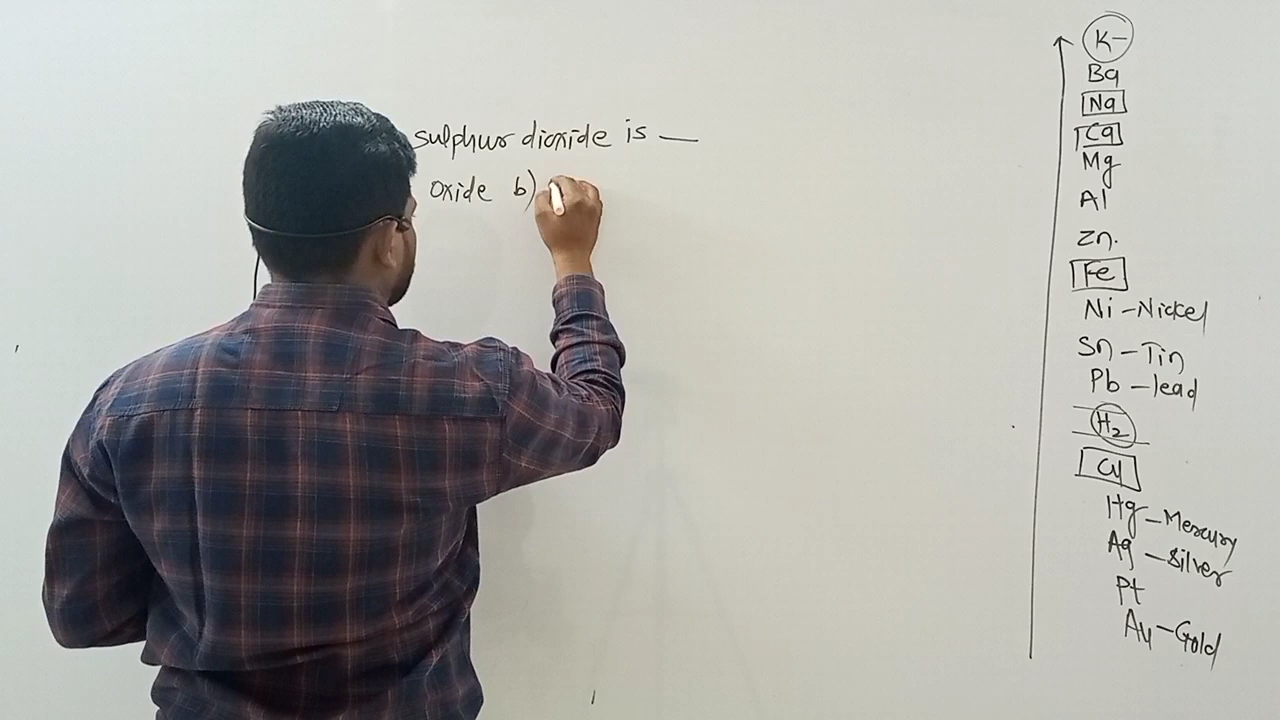 sulphur dioxide is —
oxide b)
K—
Ba
Na
Ca
Mg
Al
Zn.
Fe
Ni - Nickel
Sn - Tin
Pb - lead
H₂
Cu
Hg - Mercury
Ag - Silver
Pt
Au - Gold